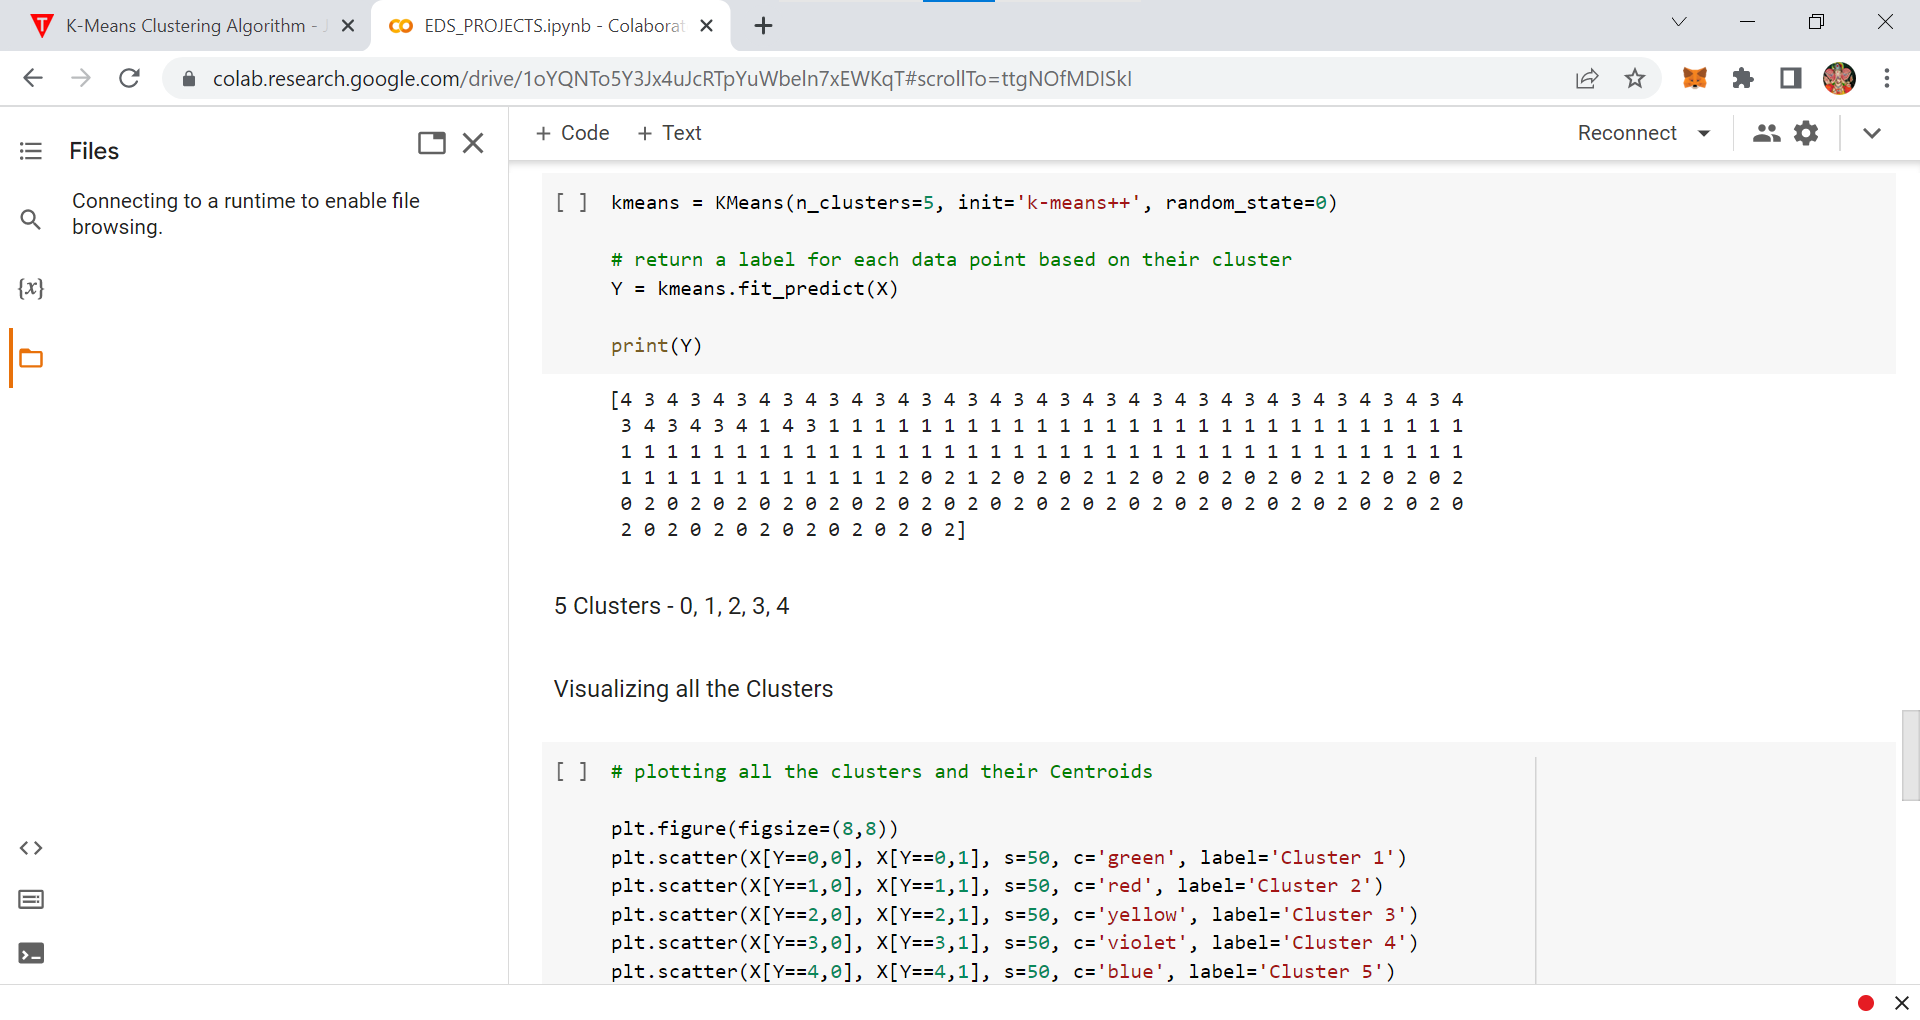 K-Means Clustering Algorithm -
EDS_PROJECTS.ipynb - Colaborat
colab.research.google.com/drive/1oYQNTo5Y3Jx4uJcRTpYuWbeln7xEWKqT#scrollTo=ttgNOfMDISkI
Files
+ Code + Text
Reconnect
Connecting to a runtime to enable file
browsing.
{x}
[ ] kmeans = KMeans(n_clusters=5, init='k-means++', random_state=0)
# return a label for each data point based on their cluster
Y = kmeans.fit_predict(X)
print(Y)
[4 3 4 3 4 3 4 3 4 3 4 3 4 3 4 3 4 3 4 3 4 3 4 3 4 3 4 3 4 3 4 3 4 3 4 3 4
3 4 3 4 3 4 1 4 3 1 1 1 1 1 1 1 1 1 1 1 1 1 1 1 1 1 1 1 1 1 1 1 1 1 1 1 1
1 1 1 1 1 1 1 1 1 1 1 1 1 1 1 1 1 1 1 1 1 1 1 1 1 1 1 1 1 1 1 1 1 1 1 1 1
1 1 1 1 1 1 1 1 1 1 1 1 2 0 2 1 2 0 2 0 2 1 2 0 2 0 2 0 2 0 2 1 2 0 2 0 2
0 2 0 2 0 2 0 2 0 2 0 2 0 2 0 2 0 2 0 2 0 2 0 2 0 2 0 2 0 2 0 2 0 2 0 2 0
2 0 2 0 2 0 2 0 2 0 2 0 2 0 2]
5 Clusters - 0, 1, 2, 3, 4
Visualizing all the Clusters
[ ] # plotting all the clusters and their Centroids
plt.figure(figsize=(8,8))
plt.scatter(X[Y==0,0], X[Y==0,1], s=50, c='green', label='Cluster 1')
plt.scatter(X[Y==1,0], X[Y==1,1], s=50, c='red', label='Cluster 2')
plt.scatter(X[Y==2,0], X[Y==2,1], s=50, c='yellow', label='Cluster 3')
plt.scatter(X[Y==3,0], X[Y==3,1], s=50, c='violet', label='Cluster 4')
plt.scatter(X[Y==4,0], X[Y==4,1], s=50, c='blue', label='Cluster 5')